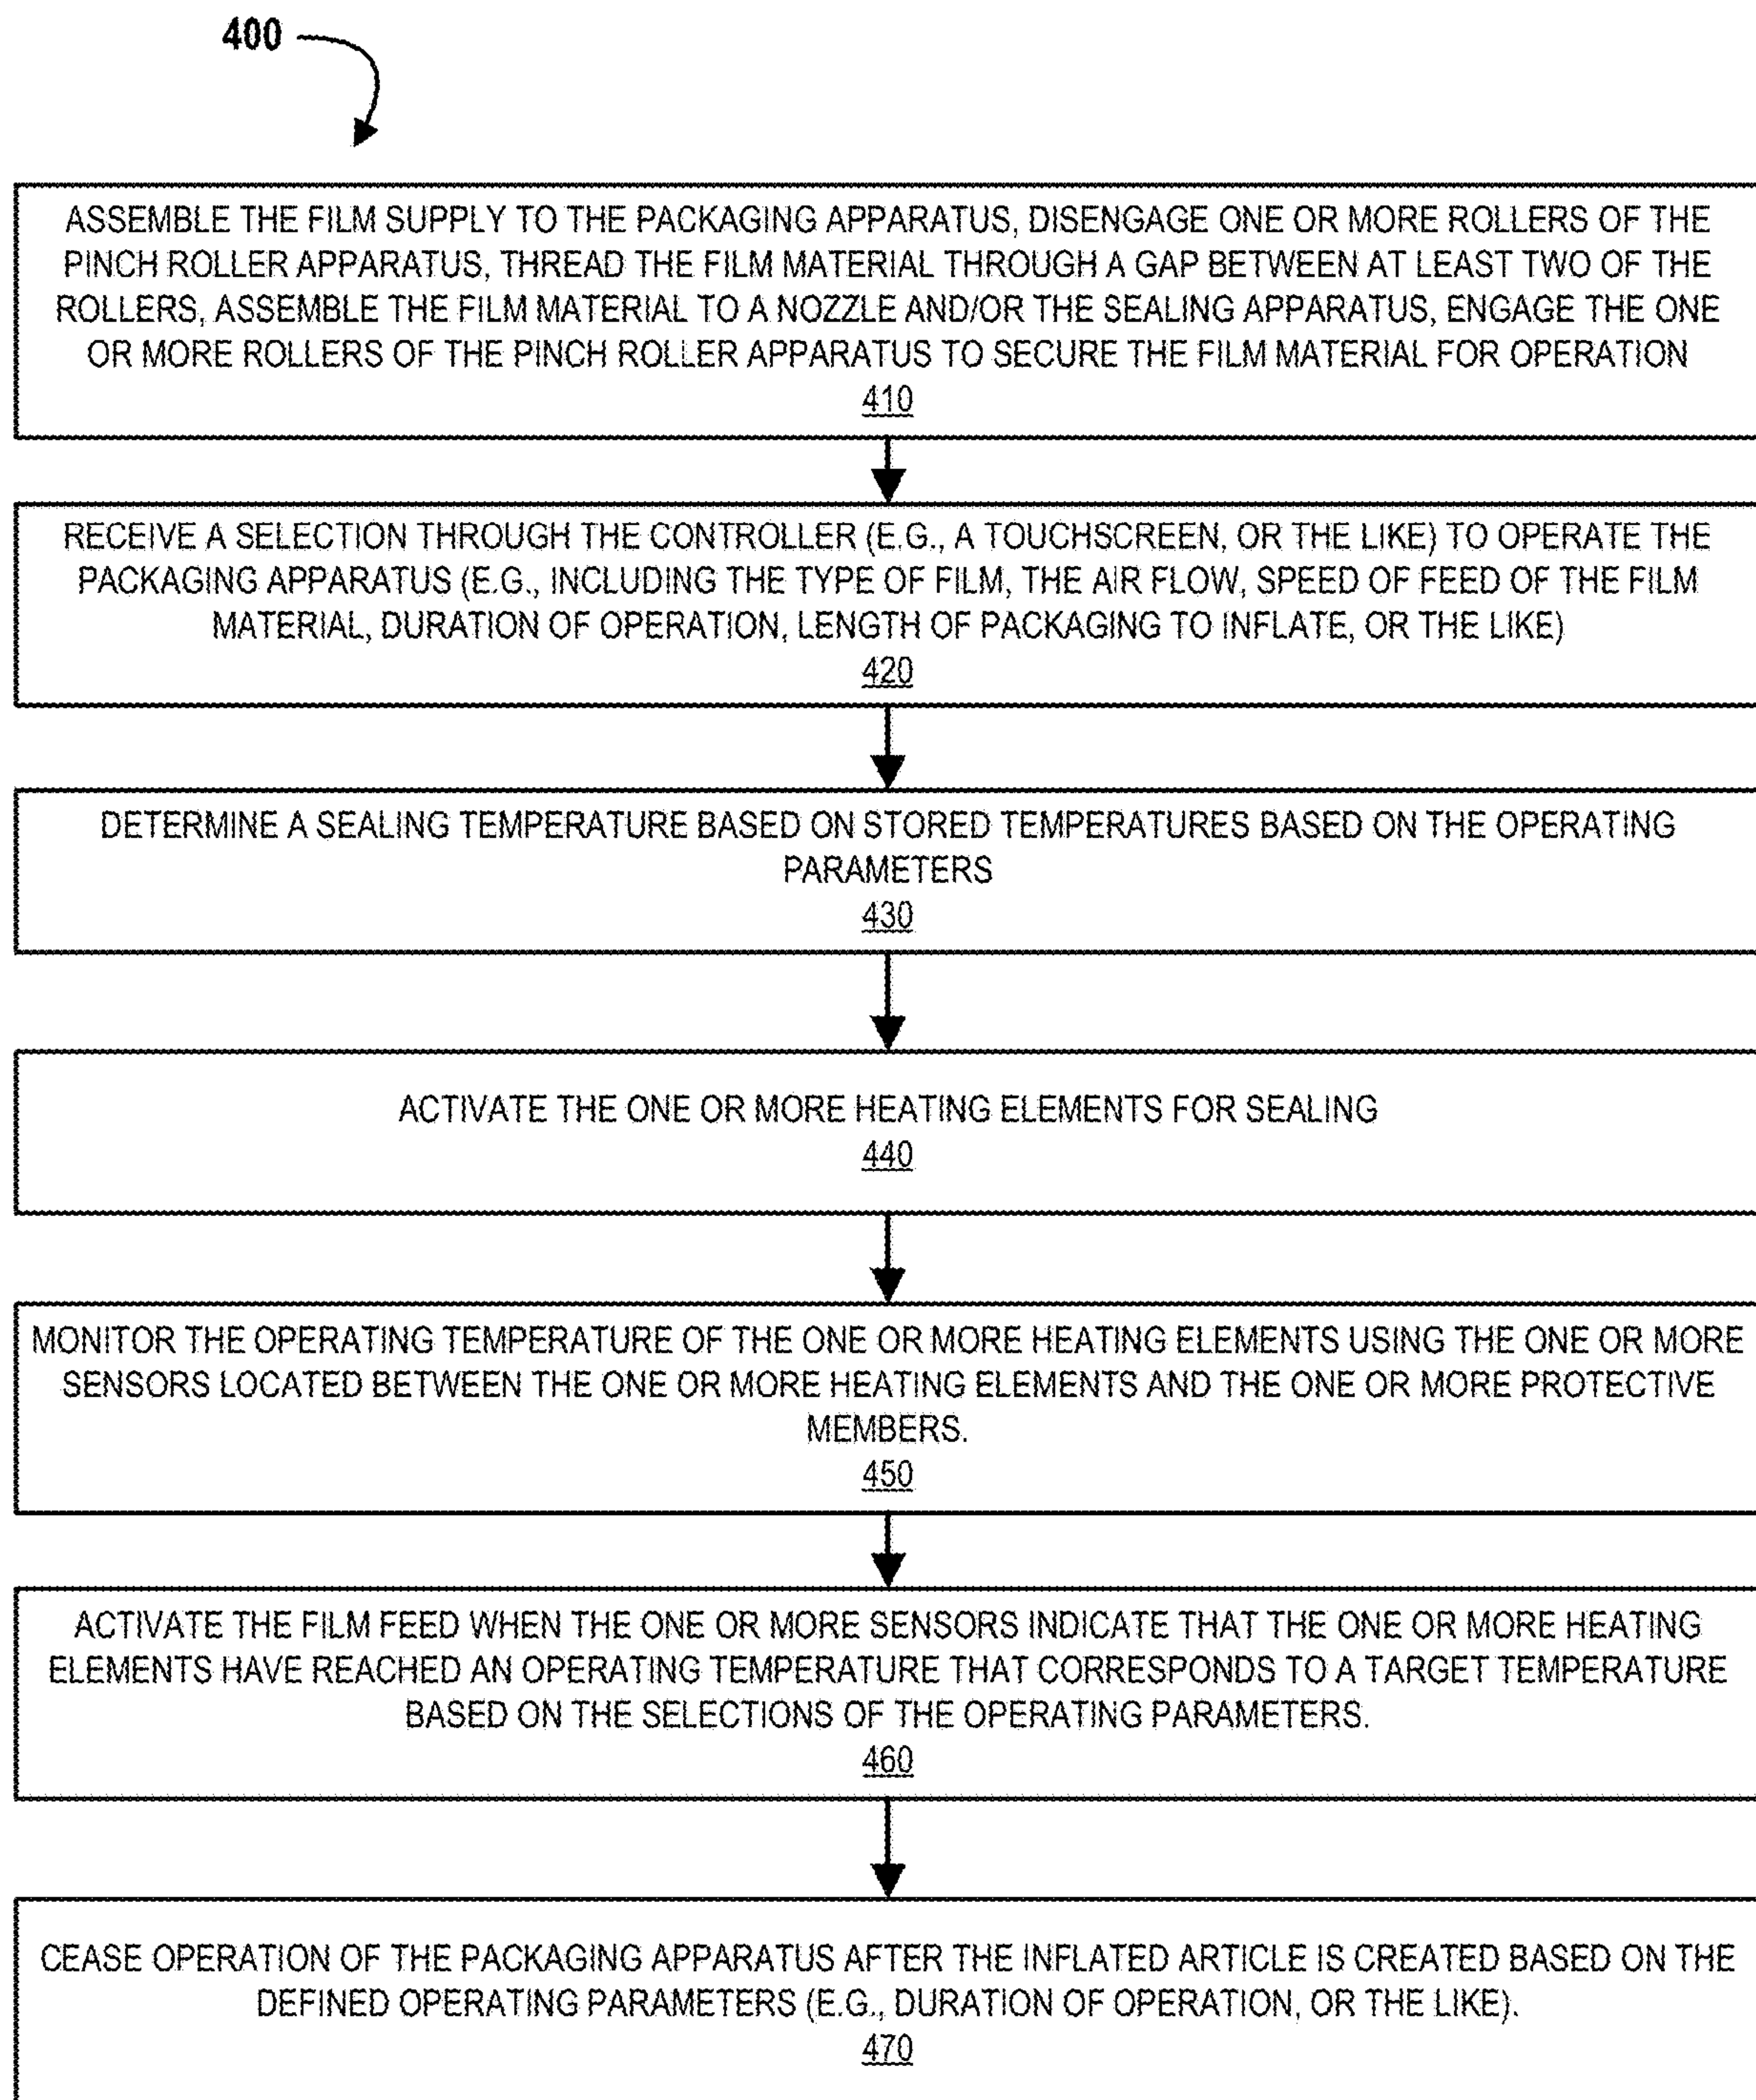 400
ASSEMBLE THE FILM SUPPLY TO THE PACKAGING APPARATUS, DISENGAGE ONE OR MORE ROLLERS OF THE
PINCH ROLLER APPARATUS, THREAD THE FILM MATERIAL THROUGH A GAP BETWEEN AT LEAST TWO OF THE
ROLLERS, ASSEMBLE THE FILM MATERIAL TO A NOZZLE AND/OR THE SEALING APPARATUS, ENGAGE THE ONE
OR MORE ROLLERS OF THE PINCH ROLLER APPARATUS TO SECURE THE FILM MATERIAL FOR OPERATION
410
RECEIVE A SELECTION THROUGH THE CONTROLLER (E.G., A TOUCHSCREEN, OR THE LIKE) TO OPERATE THE
PACKAGING APPARATUS (E.G., INCLUDING THE TYPE OF FILM, THE AIR FLOW, SPEED OF FEED OF THE FILM
MATERIAL, DURATION OF OPERATION, LENGTH OF PACKAGING TO INFLATE, OR THE LIKE)
420
DETERMINE A SEALING TEMPERATURE BASED ON STORED TEMPERATURES BASED ON THE OPERATING
PARAMETERS
430
ACTIVATE THE ONE OR MORE HEATING ELEMENTS FOR SEALING
440
MONITOR THE OPERATING TEMPERATURE OF THE ONE OR MORE HEATING ELEMENTS USING THE ONE OR MORE
SENSORS LOCATED BETWEEN THE ONE OR MORE HEATING ELEMENTS AND THE ONE OR MORE PROTECTIVE
MEMBERS.
450
ACTIVATE THE FILM FEED WHEN THE ONE OR MORE SENSORS INDICATE THAT THE ONE OR MORE HEATING
ELEMENTS HAVE REACHED AN OPERATING TEMPERATURE THAT CORRESPONDS TO A TARGET TEMPERATURE
BASED ON THE SELECTIONS OF THE OPERATING PARAMETERS.
460
CEASE OPERATION OF THE PACKAGING APPARATUS AFTER THE INFLATED ARTICLE IS CREATED BASED ON THE
DEFINED OPERATING PARAMETERS (E.G., DURATION OF OPERATION, OR THE LIKE).
470